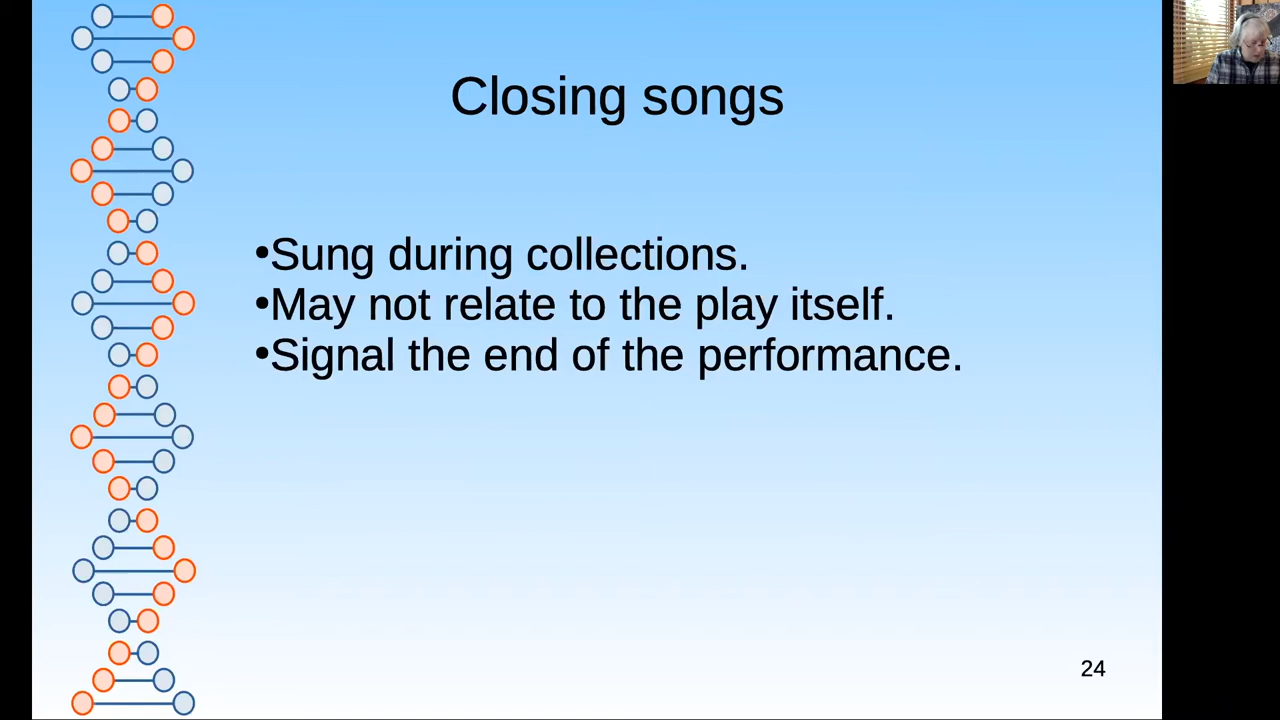 Closing songs
•Sung during collections.
•May not relate to the play itself.
•Signal the end of the performance.
24